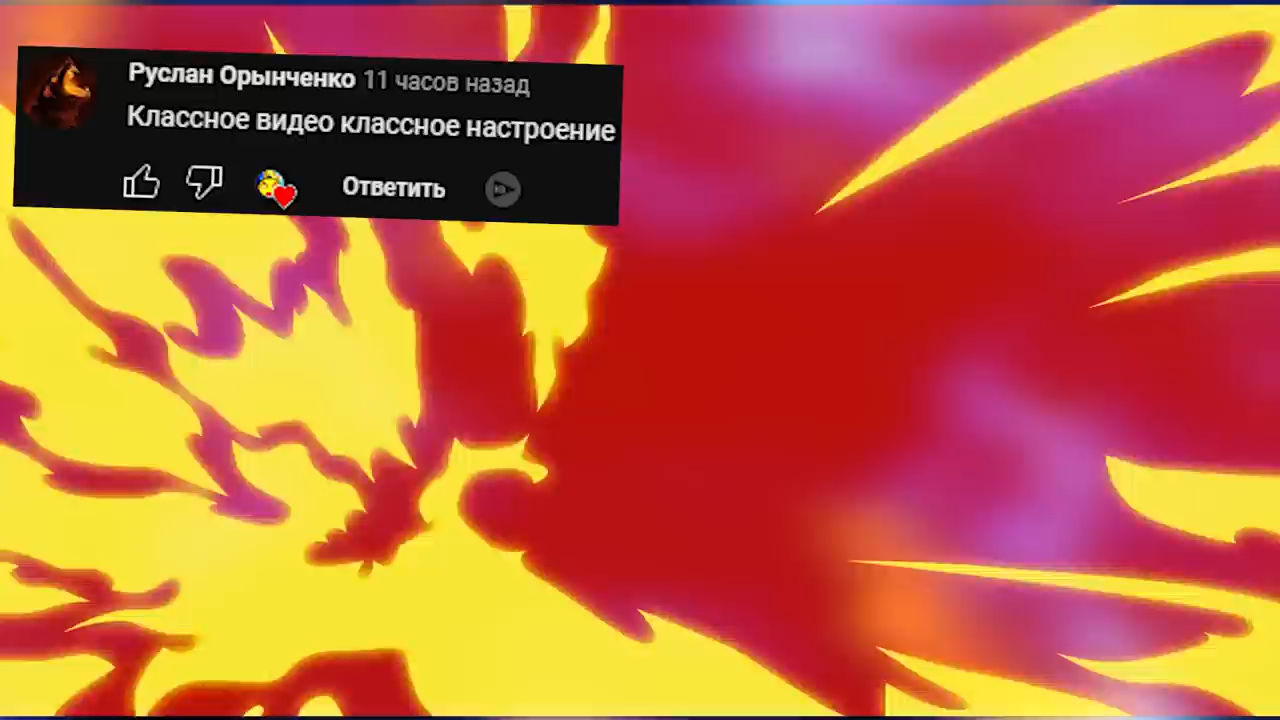 Руслан Орынченко 11 часов назад
Классное видео классное настроение
Ответить